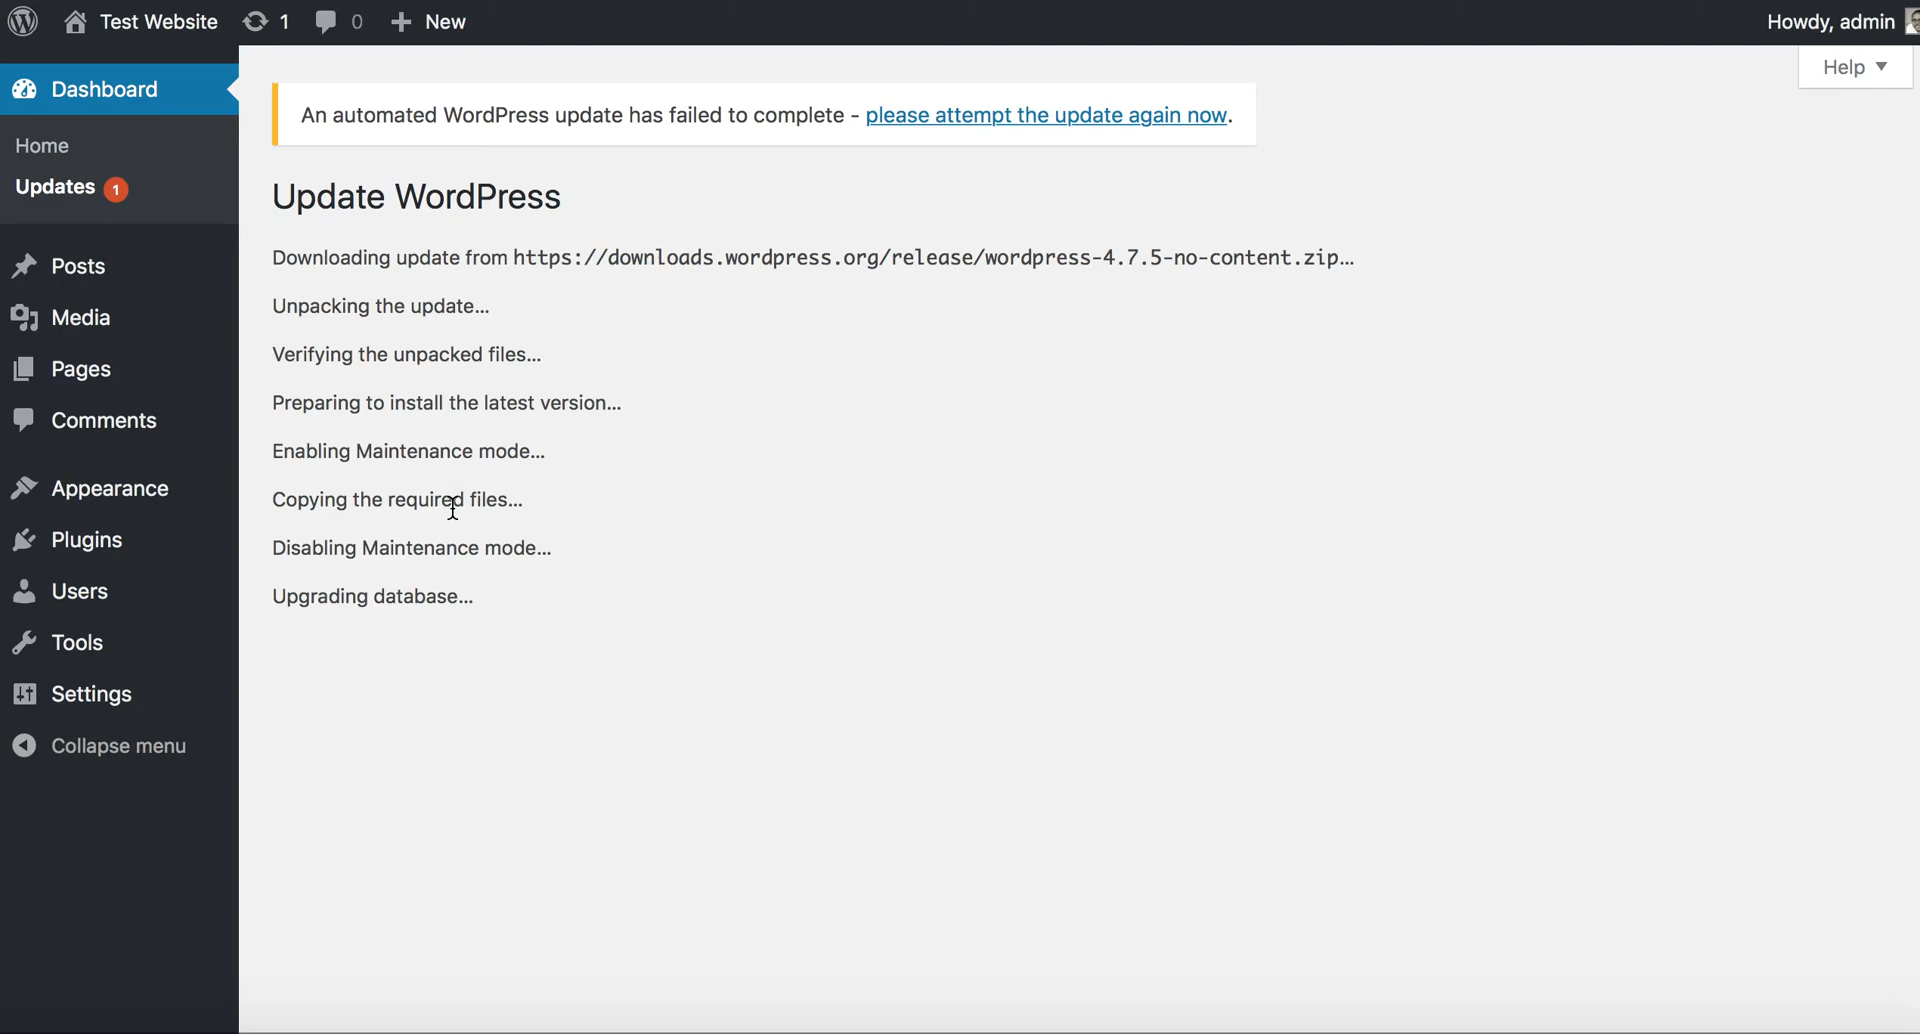 Test Website 1 0 New Howdy, admin
Help
Dashboard
Home
Updates 1
Posts
Media
Pages
Comments
Appearance
Plugins
Users
Tools
Settings
Collapse menu
An automated WordPress update has failed to complete - please attempt the update again now.
Update WordPress
Downloading update from https://downloads.wordpress.org/release/wordpress-4.7.5-no-content.zip…
Unpacking the update…
Verifying the unpacked files…
Preparing to install the latest version…
Enabling Maintenance mode…
Copying the required files…
Disabling Maintenance mode…
Upgrading database…